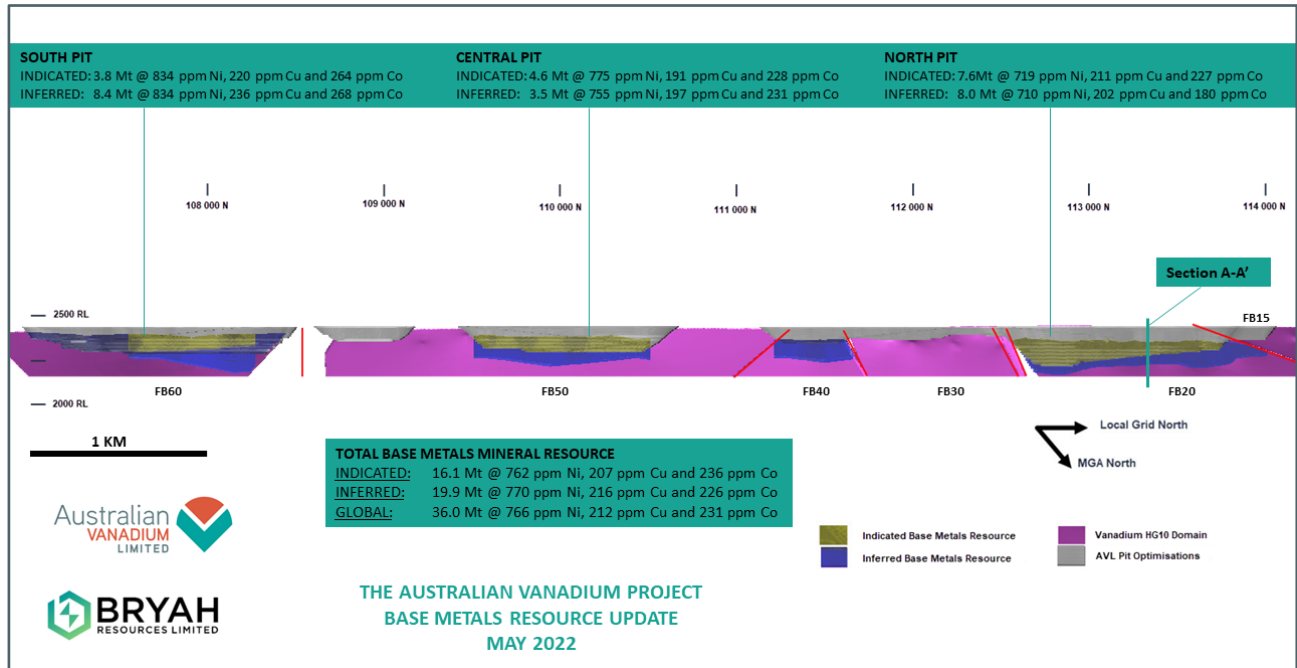 SOUTH PIT
INDICATED: 3.8 Mt @ 834 ppm Ni, 220 ppm Cu and 264 ppm Co
INFERRED: 8.4 Mt @ 834 ppm Ni, 236 ppm Cu and 268 ppm Co
CENTRAL PIT
INDICATED: 4.6 Mt @ 775 ppm Ni, 191 ppm Cu and 228 ppm Co
INFERRED: 3.5 Mt @ 755 ppm Ni, 197 ppm Cu and 231 ppm Co
NORTH PIT
INDICATED: 7.6Mt @ 719 ppm Ni, 211 ppm Cu and 227 ppm Co
INFERRED: 8.0 Mt @ 710 ppm Ni, 202 ppm Cu and 180 ppm Co
108 000 N
109 000 N
110 000 N
111 000 N
112 000 N
113 000 N
114 000 N
Section A-A'
2500 RL
FB15
2000 RL
FB60
FB50
FB40
FB30
FB20
1 KM
Local Grid North
MGA North
TOTAL BASE METALS MINERAL RESOURCE
INDICATED: 16.1 Mt @ 762 ppm Ni, 207 ppm Cu and 236 ppm Co
INFERRED: 19.9 Mt @ 770 ppm Ni, 216 ppm Cu and 226 ppm Co
GLOBAL: 36.0 Mt @ 766 ppm Ni, 212 ppm Cu and 231 ppm Co
Australian
VANADIUM
LIMITED
Indicated Base Metals Resource
Inferred Base Metals Resource
Vanadium HG10 Domain
AVL Pit Optimisations
BRYAH
RESOURCES LIMITED
THE AUSTRALIAN VANADIUM PROJECT
BASE METALS RESOURCE UPDATE
MAY 2022